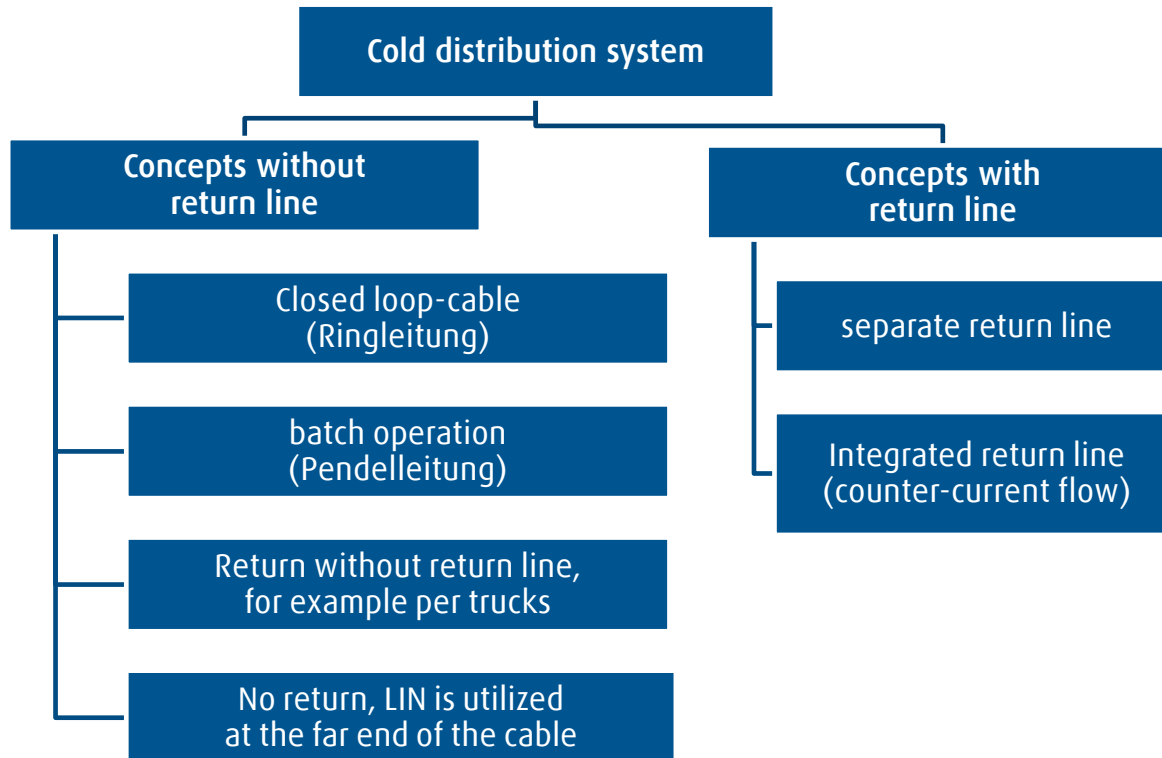 Cold distribution system
Concepts without
return line
Closed loop-cable
(Ringleitung)
batch operation
(Pendelleitung)
Return without return line,
for example per trucks
No return, LIN is utilized
at the far end of the cable
Concepts with
return line
separate return line
Integrated return line
(counter-current flow)